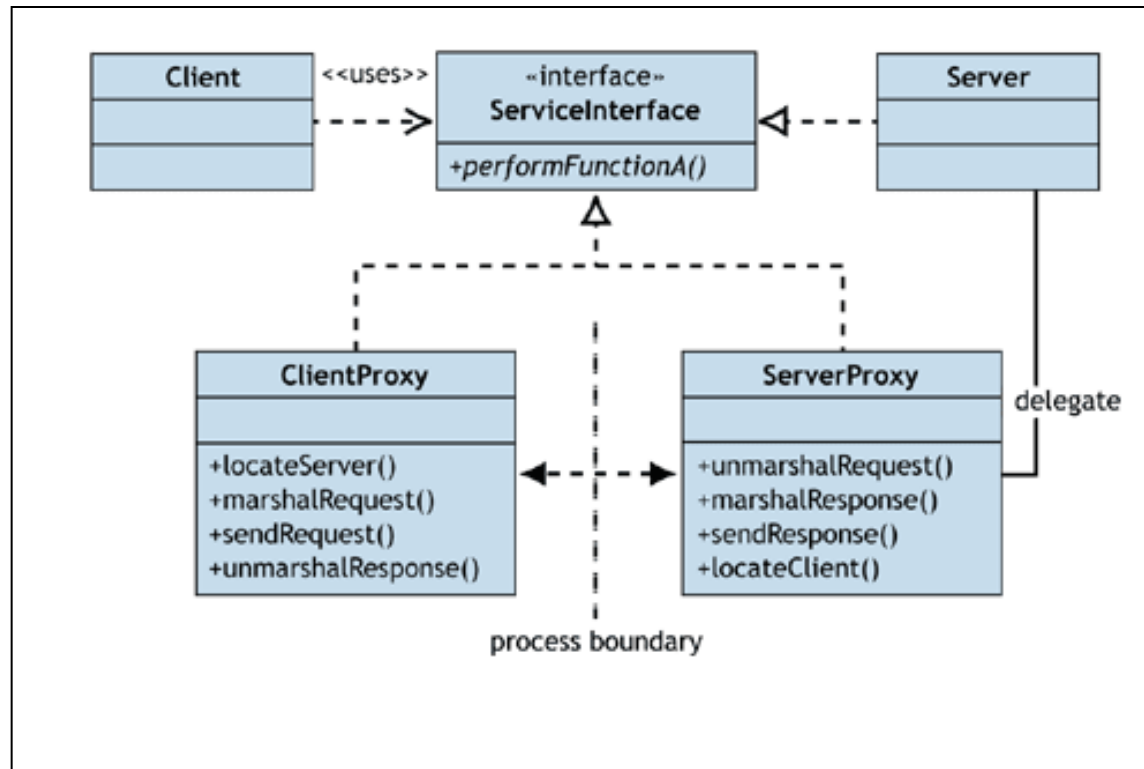 Client
<<uses>>
«interface»
ServiceInterface
+performFunctionA()
Server
ClientProxy
+locateServer()
+marshalRequest()
+sendRequest()
+unmarshalResponse()
ServerProxy
+unmarshalRequest()
+marshalResponse()
+sendResponse()
+locateClient()
delegate
process boundary